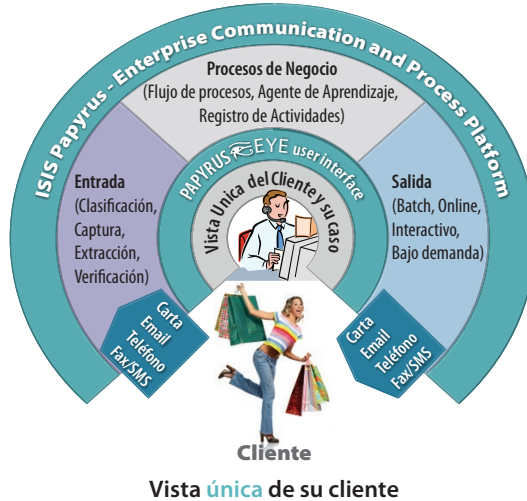 ISIS Papyrus - Enterprise Communication and Process Platform
Procesos de Negocio
(Flujo de procesos, Agente de Aprendizaje,
Registro de Actividades)
PAPYRUS EYE user interface
Vista Unica del Cliente y su caso
Entrada
(Clasificación,
Captura,
Extracción,
Verificación)
Salida
(Batch, Online,
Interactivo,
Bajo demanda)
Carta
Email
Teléfono
Fax/SMS
Carta
Email
Teléfono
Fax/SMS
Cliente
Vista única de su cliente